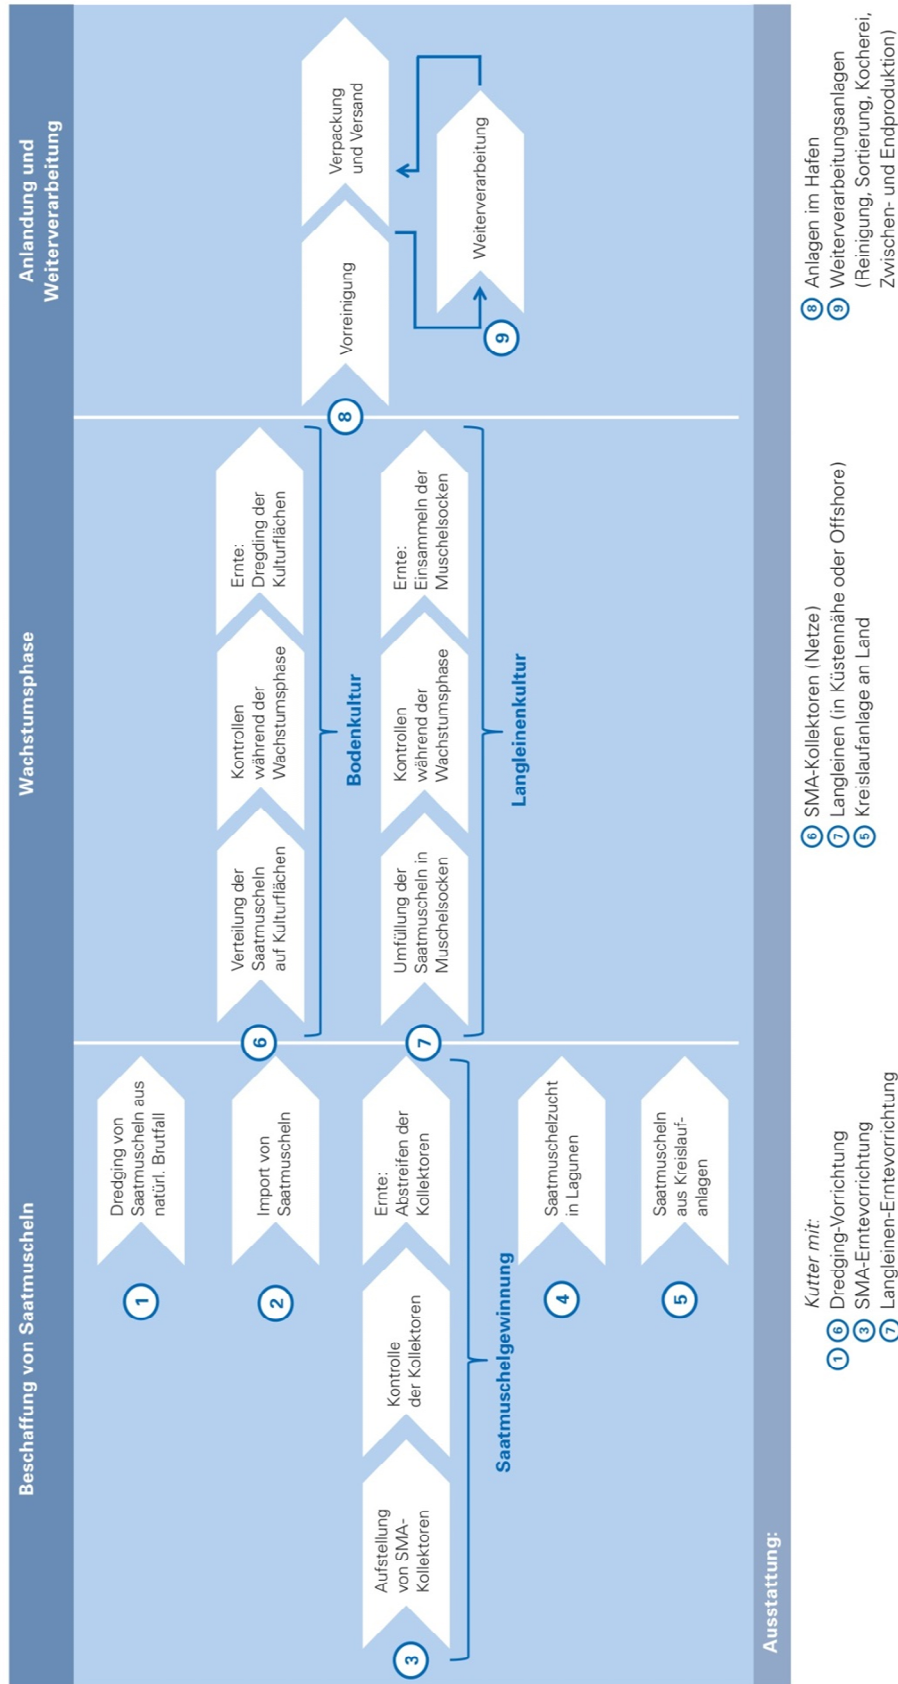 Beschaffung von Saatmuscheln
Wachstumsphase
Anlandung und
Weiterverarbeitung
1
Dredging von
Saatmuscheln aus
natürl. Brutfall
2
Import von
Saatmuscheln
3
Aufstellung
von SMA-
Kollektoren
Kontrolle
der Kollektoren
Ernte:
Abstreifen der
Kollektoren
Saatmuschelgewinnung
4
Saatmuschelzucht
in Lagunen
5
Saatmuscheln
aus Kreislauf-
anlagen
6
Verteilung der
Saatmuscheln
auf Kulturflächen
Kontrollen
während der
Wachstumsphase
Ernte:
Dregding der
Kulturflächen
Bodenkultur
7
Umfüllung der
Saatmuscheln in
Muschelsocken
Kontrollen
während der
Wachstumsphase
Ernte:
Einsammeln der
Muschelsocken
Langleinenkultur
8
Vorreinigung
Verpackung
und Versand
9
Weiterverarbeitung
Ausstattung:
Kutter mit:
1 6 Dredging-Vorrichtung
3 SMA-Erntevorrichtung
7 Langleinen-Erntevorrichtung
6 SMA-Kollektoren (Netze)
7 Langleinen (in Küstennähe oder Offshore)
5 Kreislaufanlage an Land
8 Anlagen im Hafen
9 Weiterverarbeitungsanlagen
(Reinigung, Sortierung, Kocherei,
Zwischen- und Endproduktion)